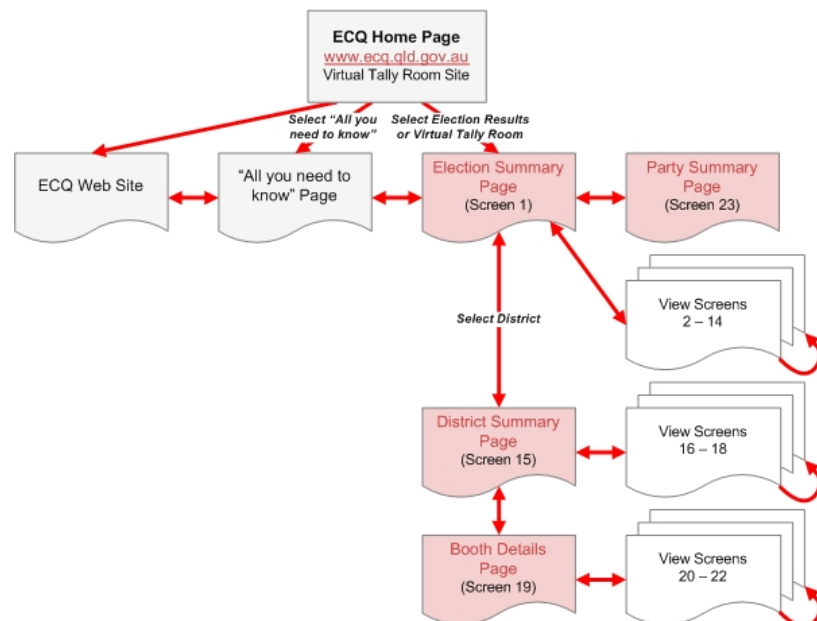 ECQ Home Page
www.ecq.qld.gov.au
Virtual Tally Room Site
Select “All you
need to know”
Select Election Results
or Virtual Tally Room
ECQ Web Site
“All you need to
know” Page
Election Summary
Page
(Screen 1)
Party Summary
Page
(Screen 23)
View Screens
2 – 14
Select District
District Summary
Page
(Screen 15)
View Screens
16 – 18
Booth Details
Page
(Screen 19)
View Screens
20 – 22